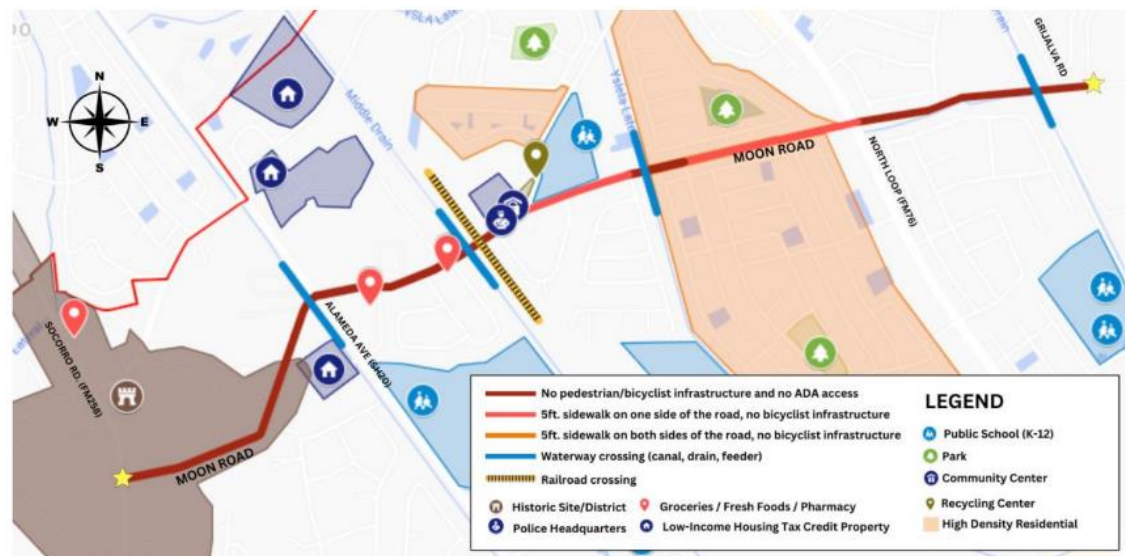 YSLA Late
GRIJALVA RD
N
W
E
S
Middle Drain
Ysleta Late
MOON ROAD
NORTH LOOP (FM76)
SOCORRO RD. (FM258)
ALAMEDA AVE (SH20)
MOON ROAD
No pedestrian/bicyclist infrastructure and no ADA access
5ft. sidewalk on one side of the road, no bicyclist infrastructure
5ft. sidewalk on both sides of the road, no bicyclist infrastructure
Waterway crossing (canal, drain, feeder)
Railroad crossing
Historic Site/District
Groceries / Fresh Foods / Pharmacy
Police Headquarters
Low-Income Housing Tax Credit Property
LEGEND
Public School (K-12)
Park
Community Center
Recycling Center
High Density Residential